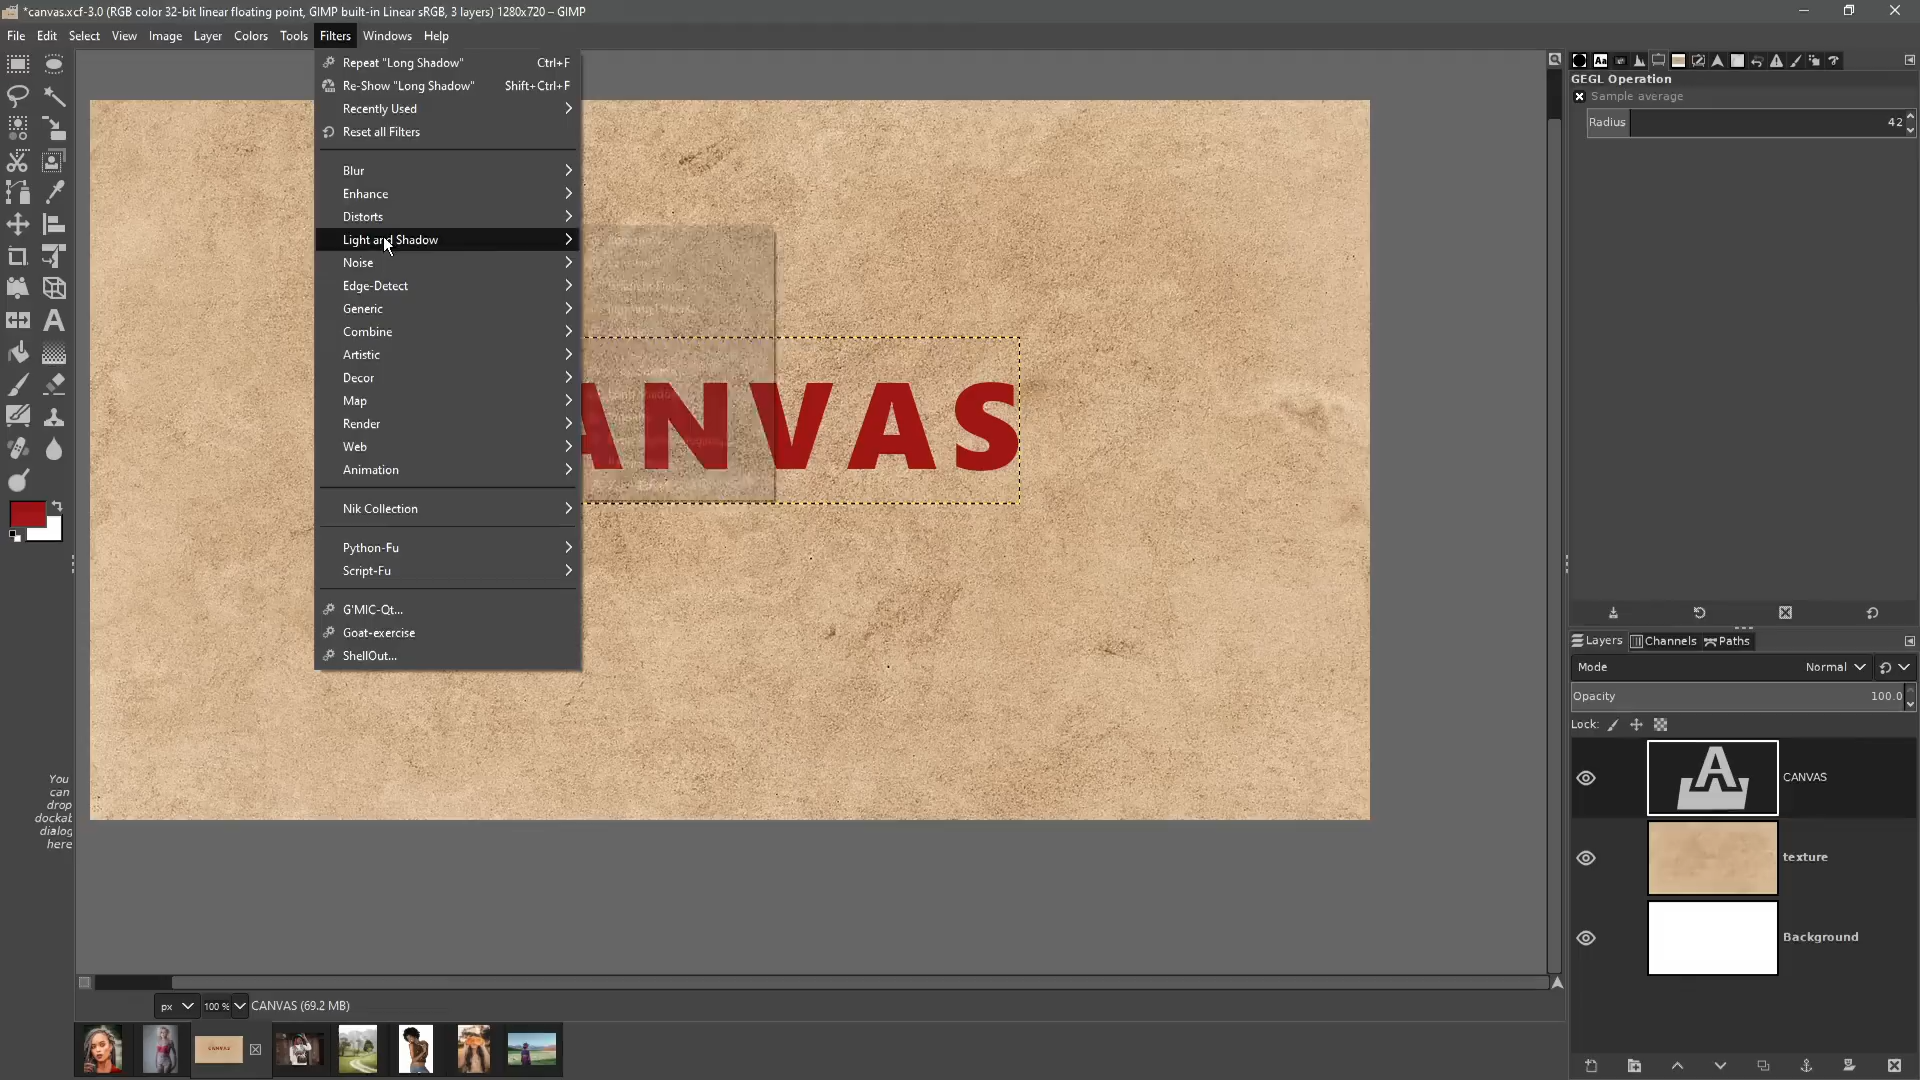 *canvas.xcf-3.0 (RGB color 32-bit linear floating point, GIMP built-in Linear sRGB, 3 layers) 1280x720 – GIMP
File Edit Select View Image Layer Colors Tools Filters Windows Help
Repeat "Long Shadow" Ctrl+F
Re-Show "Long Shadow" Shift+Ctrl+F
Recently Used
Reset all Filters
Blur
Enhance
Distorts
Light and Shadow
Noise
Edge-Detect
Generic
Combine
Artistic
Decor
Map
Render
Web
Animation
Nik Collection
Python-Fu
Script-Fu
G'MIC-Qt...
Goat-exercise
ShellOut...
ANVAS
You
can
drop
dockab
dialog
here
px 100 % CANVAS (69.2 MB)
CANVAS
Aa
GEGL Operation
Sample average
Radius 42
Layers Channels Paths
Mode Normal
Opacity 100.0
Lock:
CANVAS
texture
Background